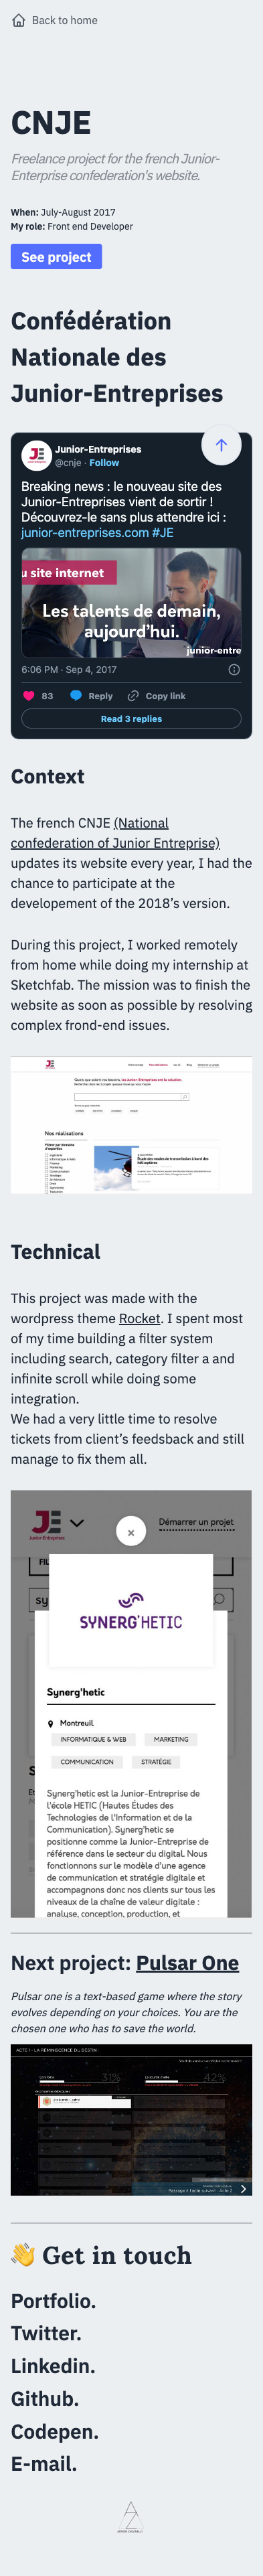 Back to home
CNJE
Freelance project for the french Junior-
Enterprise confederation's website.
When: July-August 2017
My role: Front end Developer
See project
Confédération
Nationale des
Junior-Entreprises
Junior-Entreprises
@cnje · Follow
Breaking news : le nouveau site des
Junior-Entreprises vient de sortir !
Découvrez-le sans plus attendre ici :
junior-entreprises.com #JE
u site internet
Les talents de demain,
aujourd'hui.
junior-entre
6:06 PM · Sep 4, 2017
83 Reply Copy link
Read 3 replies
Context
The french CNJE (National
confederation of Junior Entreprise)
updates its website every year, I had the
chance to participate at the
developement of the 2018's version.
During this project, I worked remotely
from home while doing my internship at
Sketchfab. The mission was to finish the
website as soon as possible by resolving
complex frond-end issues.
Nos réalisations
Technical
This project was made with the
wordpress theme Rocket. I spent most
of my time building a filter system
including search, category filter a and
infinite scroll while doing some
integration.
We had a very little time to resolve
tickets from client's feedsback and still
manage to fix them all.
JE
Junior-Entreprises
Démarrer un projet
FIL
sy
SYNERG'HETIC
Synerg'hetic
Montreuil
INFORMATIQUE & WEB MARKETING
COMMUNICATION STRATÉGIE
Synerg'hetic est la Junior-Entreprise de
l'école HETIC (Hautes Études des
Technologies de l'Information et de la
Communication). Synerg'hetic se
positionne comme la Junior-Entreprise de
référence dans le secteur du digital. Nous
fonctionnons sur le modèle d'une agence
de communication et stratégie digitale et
accompagnons donc nos clients sur tous les
niveaux de la chaîne de valeur digitale :
analyse, conception, production, et
Next project: Pulsar One
Pulsar one is a text-based game where the story
evolves depending on your choices. You are the
chosen one who has to save the world.
ACTE 1 - LA RÉMINISCENCE DU DESTIN
31% 42%
👋 Get in touch
Portfolio.
Twitter.
Linkedin.
Github.
Codepen.
E-mail.